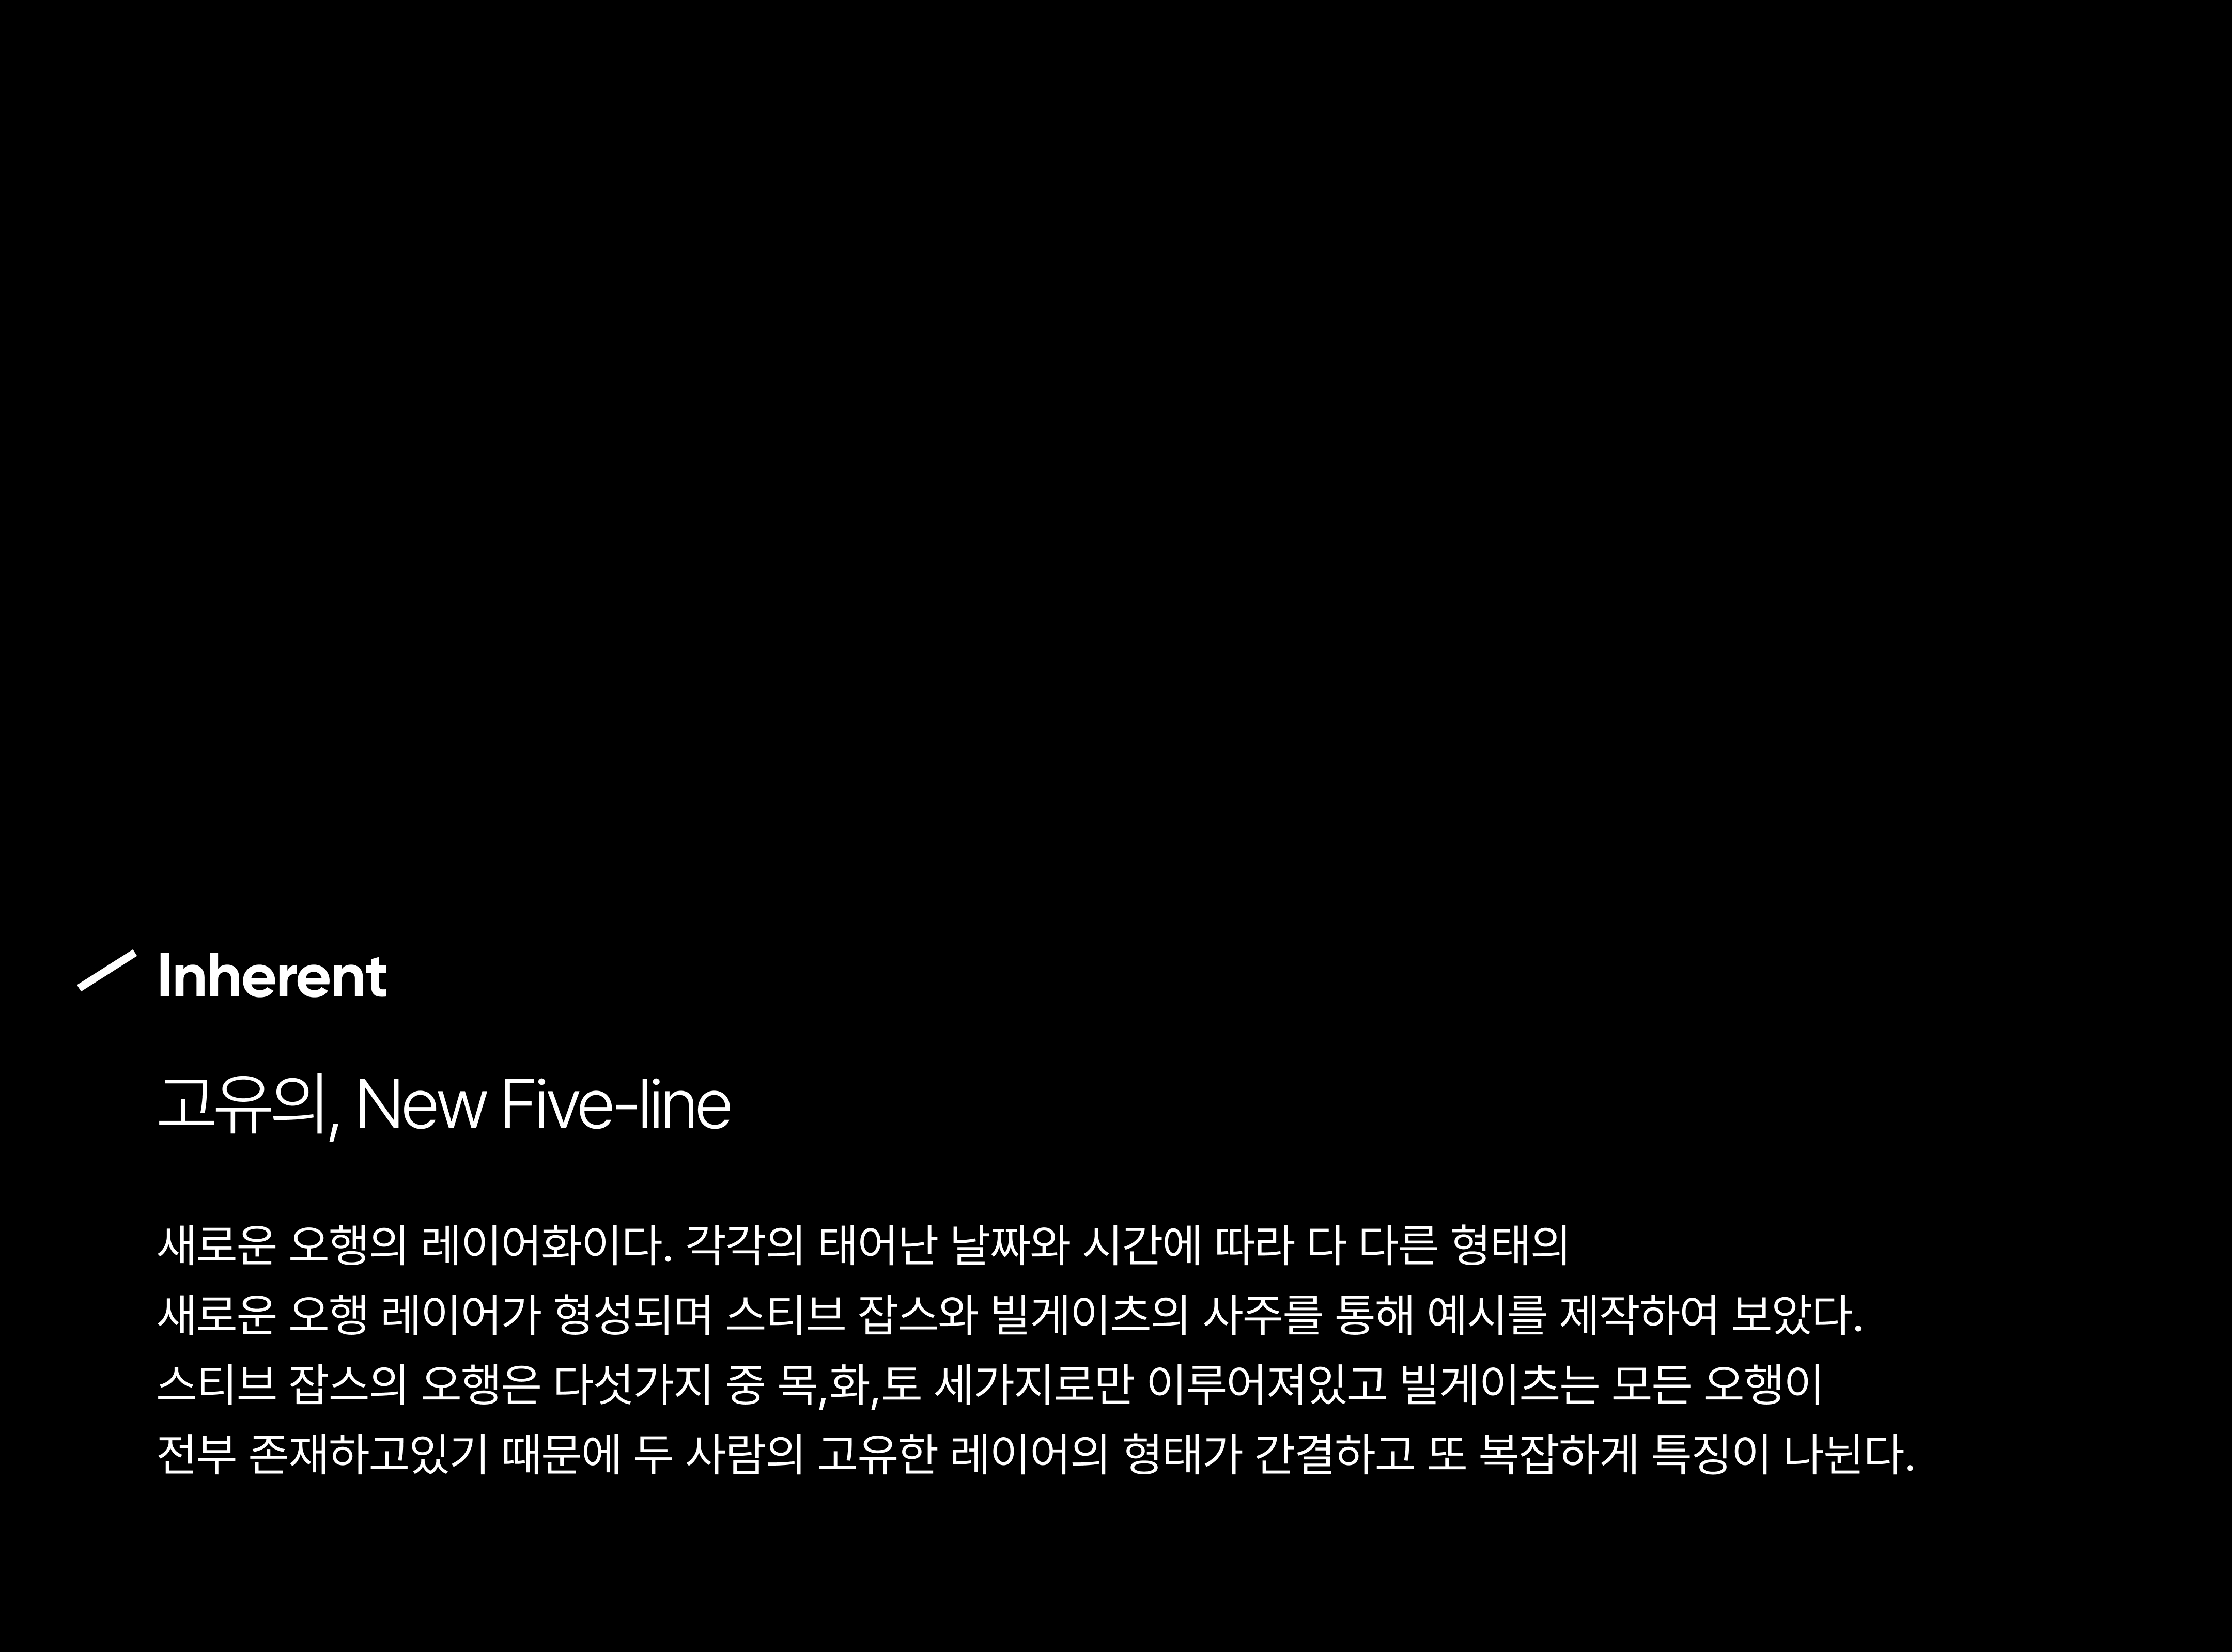 Inherent
고유의, New Five-line
새로운 오행의 레이어화이다. 각각의 태어난 날짜와 시간에 따라 다 다른 형태의
새로운 오행 레이어가 형성되며 스티브 잡스와 빌게이츠의 사주를 통해 예시를 제작하여 보았다.
스티브 잡스의 오행은 다섯가지 중 목,화,토 세가지로만 이루어져있고 빌게이츠는 모든 오행이
전부 존재하고있기 때문에 두 사람의 고유한 레이어의 형태가 간결하고 또 복잡하게 특징이 나뉜다.